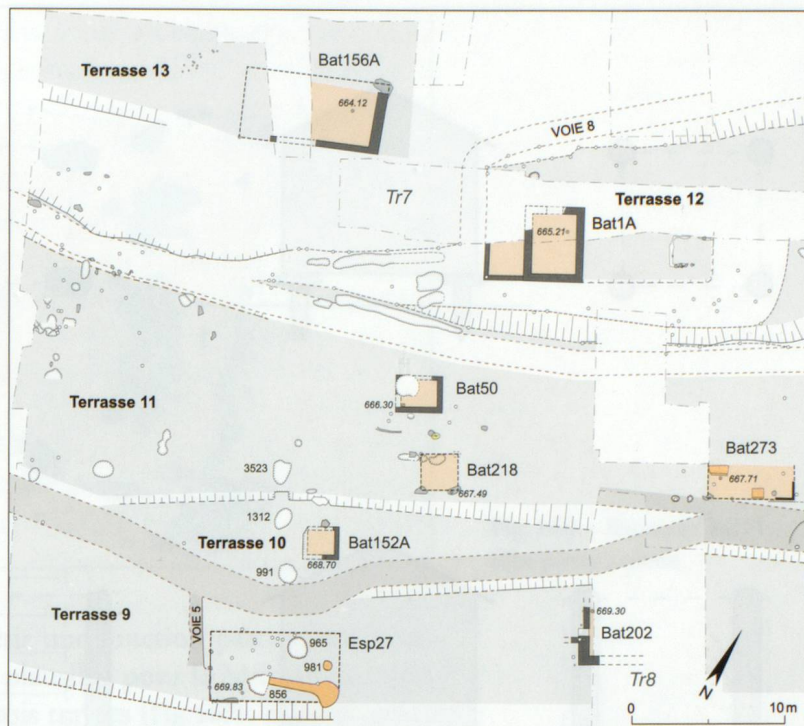 Bat156A
Terrasse 13
664.12
VOIE 8
Tr7
Terrasse 12
Bat1A
665.21
Bat50
666.30
Terrasse 11
Bat273
Bat218
3523
667.71
667.49
1312
Terrasse 10
Bat152A
668.70
991
Terrasse 9
VOIE 5
669.30
Esp27
Bat202
965
981
669.83
856
Tr8
N
0 10 m